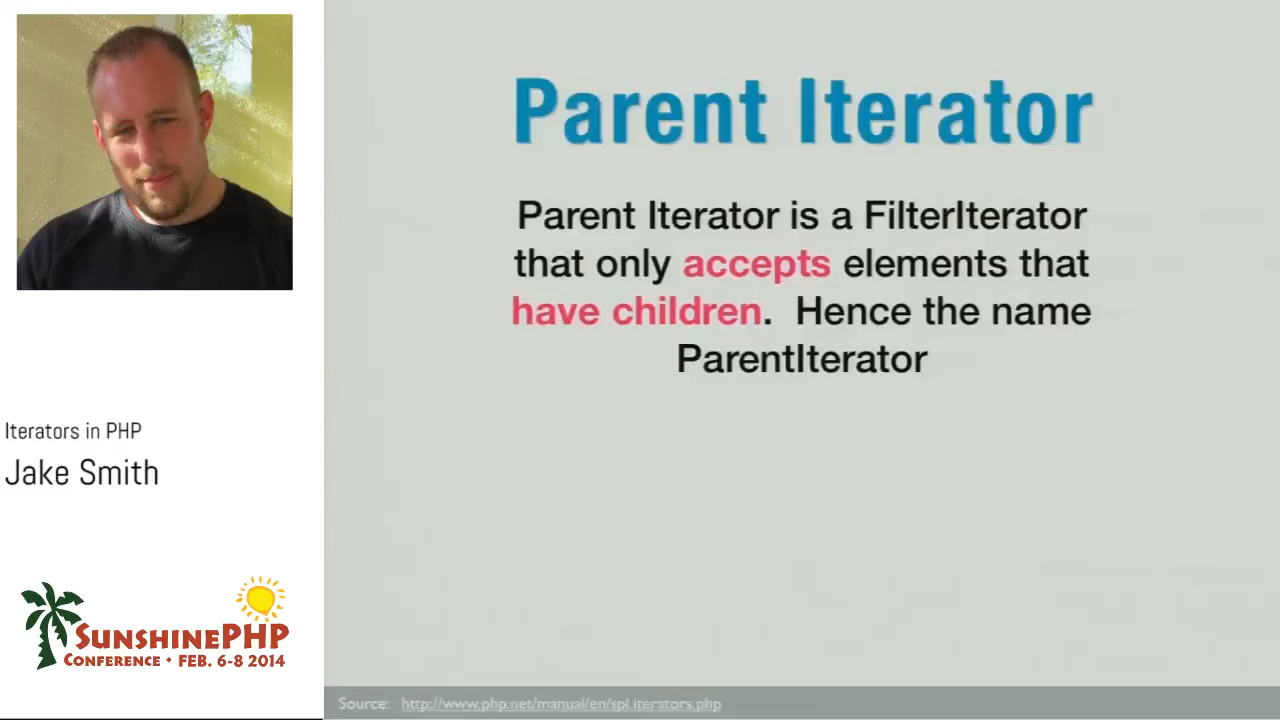 Parent Iterator
Parent Iterator is a FilterIterator
that only accepts elements that
have children.  Hence the name
ParentIterator
Iterators in PHP
Jake Smith
SUNSHINEPHP
CONFERENCE • FEB. 6-8 2014
Source: http://www.php.net/manual/en/spl.iterators.php